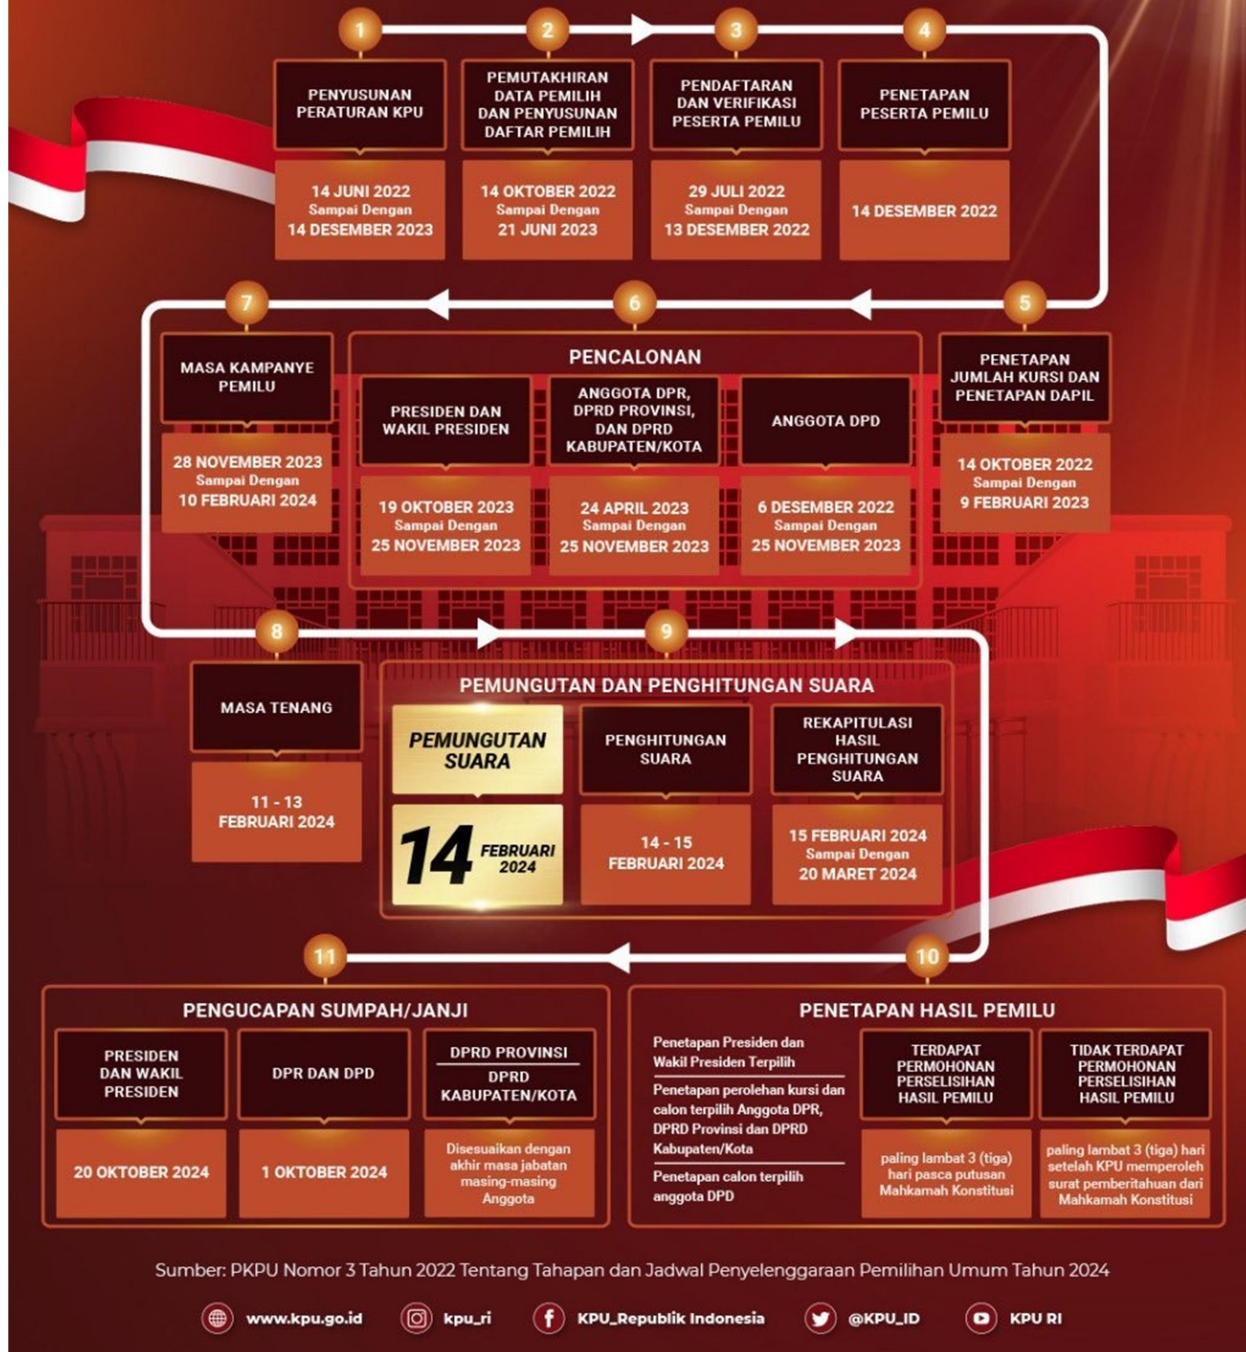 1
PENYUSUNAN
PERATURAN KPU
14 JUNI 2022
Sampai Dengan
14 DESEMBER 2023
2
PEMUTAKHIRAN
DATA PEMILIH
DAN PENYUSUNAN
DAFTAR PEMILIH
14 OKTOBER 2022
Sampai Dengan
21 JUNI 2023
3
PENDAFTARAN
DAN VERIFIKASI
PESERTA PEMILU
29 JULI 2022
Sampai Dengan
13 DESEMBER 2022
4
PENETAPAN
PESERTA PEMILU
14 DESEMBER 2022
5
PENETAPAN
JUMLAH KURSI DAN
PENETAPAN DAPIL
14 OKTOBER 2022
Sampai Dengan
9 FEBRUARI 2023
6
PENCALONAN
PRESIDEN DAN
WAKIL PRESIDEN
19 OKTOBER 2023
Sampai Dengan
25 NOVEMBER 2023
ANGGOTA DPR,
DPRD PROVINSI,
DAN DPRD
KABUPATEN/KOTA
24 APRIL 2023
Sampai Dengan
25 NOVEMBER 2023
ANGGOTA DPD
6 DESEMBER 2022
Sampai Dengan
25 NOVEMBER 2023
7
MASA KAMPANYE
PEMILU
28 NOVEMBER 2023
Sampai Dengan
10 FEBRUARI 2024
8
MASA TENANG
11 - 13
FEBRUARI 2024
9
PEMUNGUTAN DAN PENGHITUNGAN SUARA
PEMUNGUTAN
SUARA
14 FEBRUARI
2024
PENGHITUNGAN
SUARA
14 - 15
FEBRUARI 2024
REKAPITULASI
HASIL
PENGHITUNGAN
SUARA
15 FEBRUARI 2024
Sampai Dengan
20 MARET 2024
10
PENETAPAN HASIL PEMILU
Penetapan Presiden dan
Wakil Presiden Terpilih
Penetapan perolehan kursi dan
calon terpilih Anggota DPR,
DPRD Provinsi dan DPRD
Kabupaten/Kota
Penetapan calon terpilih
anggota DPD
TERDAPAT
PERMOHONAN
PERSELISIHAN
HASIL PEMILU
paling lambat 3 (tiga)
hari pasca putusan
Mahkamah Konstitusi
TIDAK TERDAPAT
PERMOHONAN
PERSELISIHAN
HASIL PEMILU
paling lambat 3 (tiga) hari
setelah KPU memperoleh
surat pemberitahuan dari
Mahkamah Konstitusi
11
PENGUCAPAN SUMPAH/JANJI
PRESIDEN
DAN WAKIL
PRESIDEN
20 OKTOBER 2024
DPR DAN DPD
1 OKTOBER 2024
DPRD PROVINSI
DPRD
KABUPATEN/KOTA
Disesuaikan dengan
akhir masa jabatan
masing-masing
Anggota
Sumber: PKPU Nomor 3 Tahun 2022 Tentang Tahapan dan Jadwal Penyelenggaraan Pemilihan Umum Tahun 2024
www.kpu.go.id kpu_ri KPU_Republik Indonesia @KPU_ID KPU RI